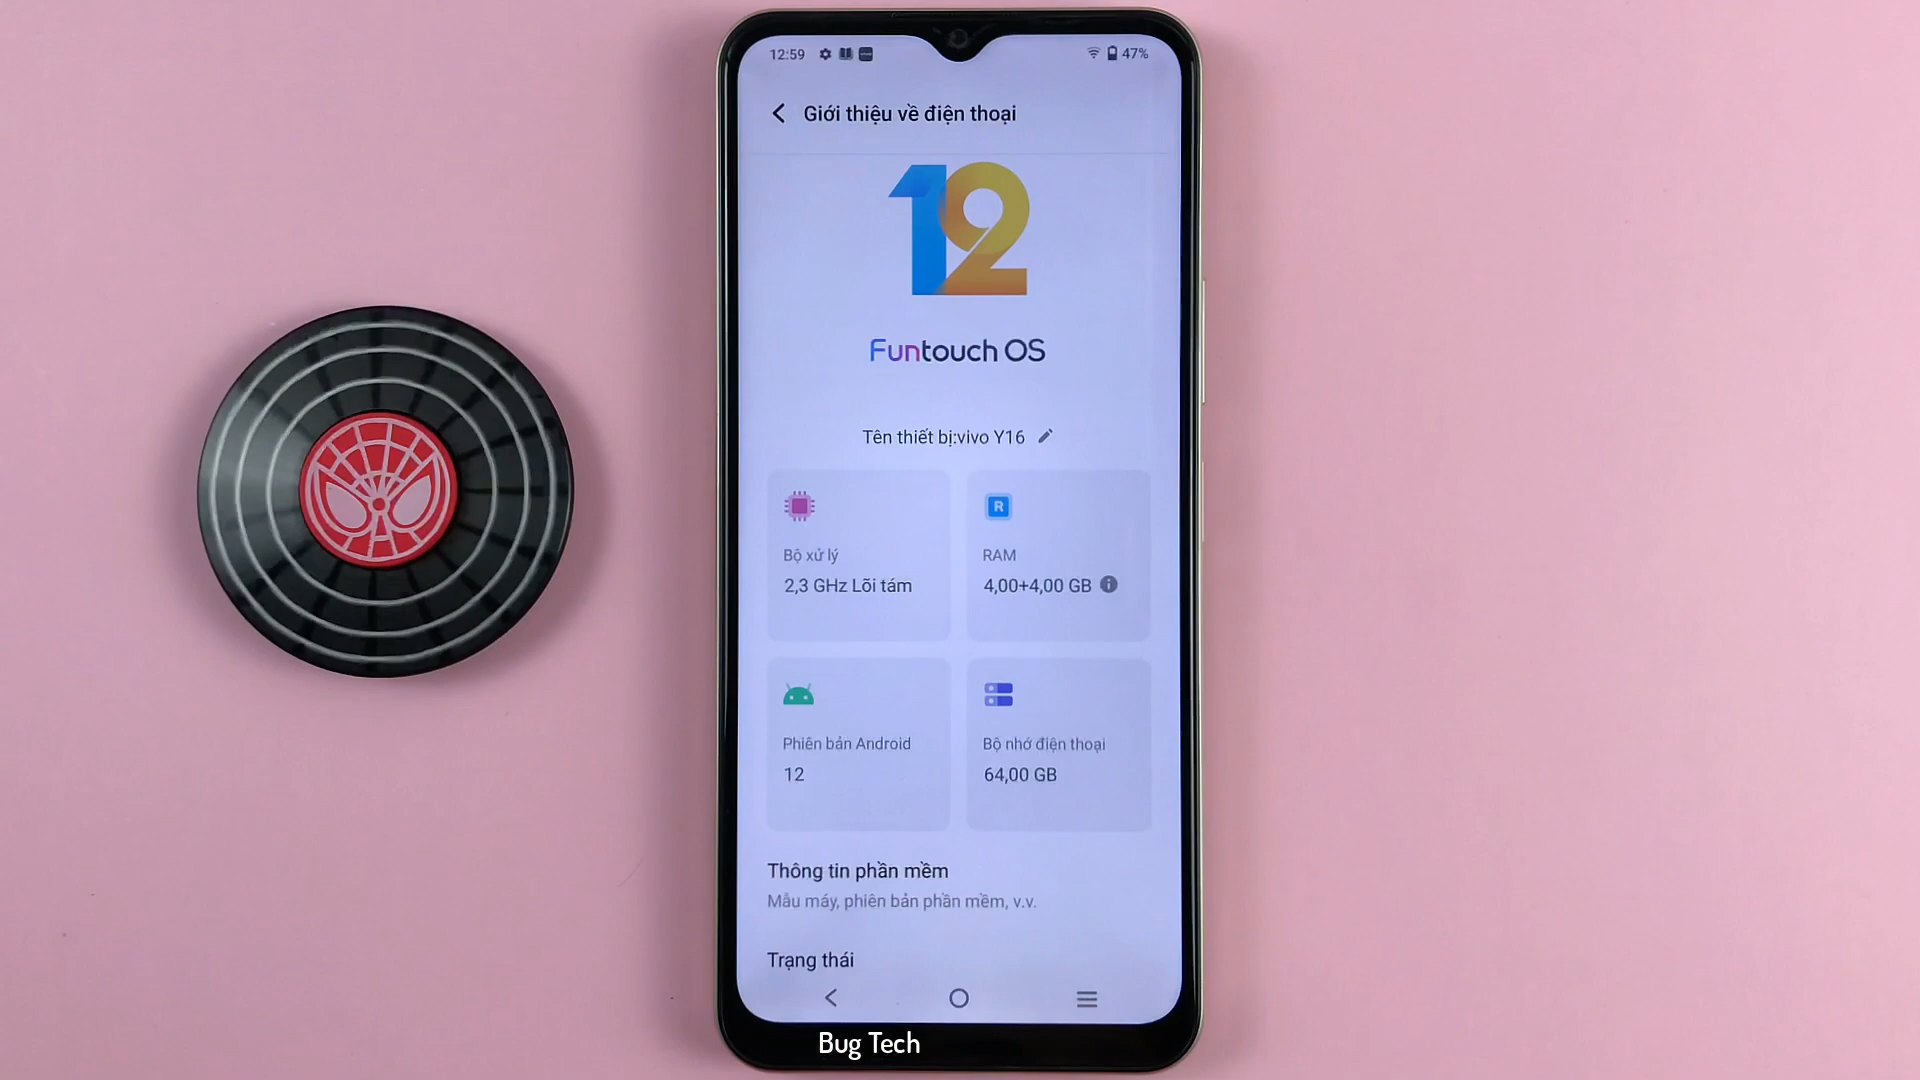 12:59
47%
Giới thiệu về điện thoại
12
Funtouch OS
Tên thiết bị:vivo Y16
Bộ xử lý
2,3 GHz Lõi tám
R
RAM
4,00+4,00 GB
Phiên bản Android
12
Bộ nhớ điện thoại
64,00 GB
Thông tin phần mềm
Mẫu máy, phiên bản phần mềm, v.v.
Trạng thái
Bug Tech